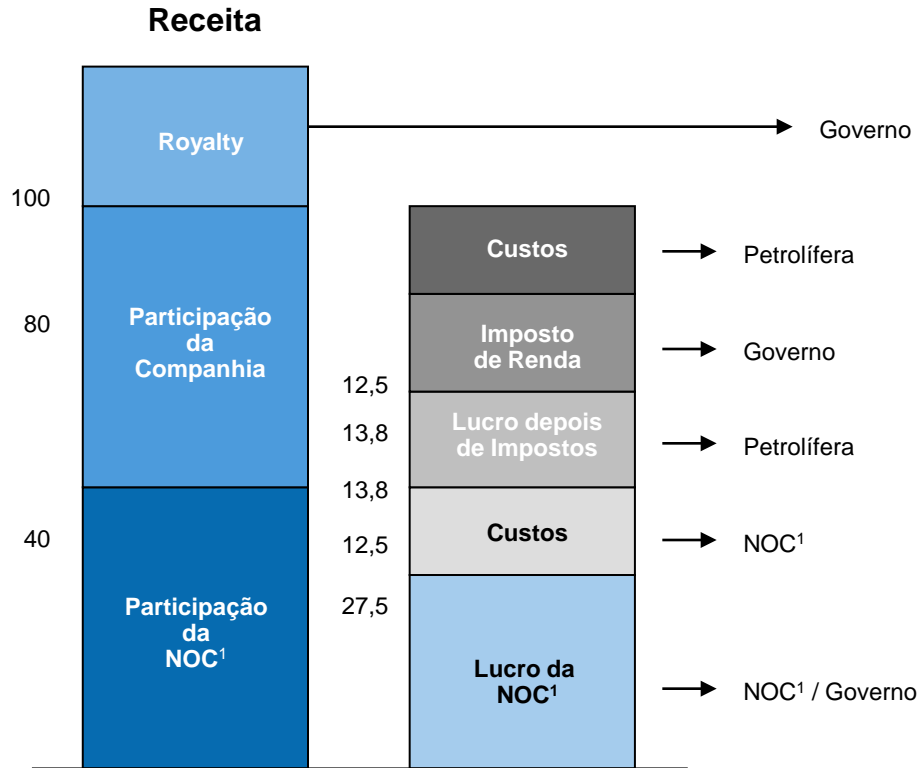 Receita
Royalty
Governo
100
Custos
Petrolífera
Participação
da
Companhia
80
Imposto
de Renda
Governo
12,5
Lucro depois
de Impostos
13,8
Petrolífera
13,8
40
Custos
12,5
NOC¹
27,5
Participação
da
NOC¹
Lucro da
NOC¹
NOC¹ / Governo